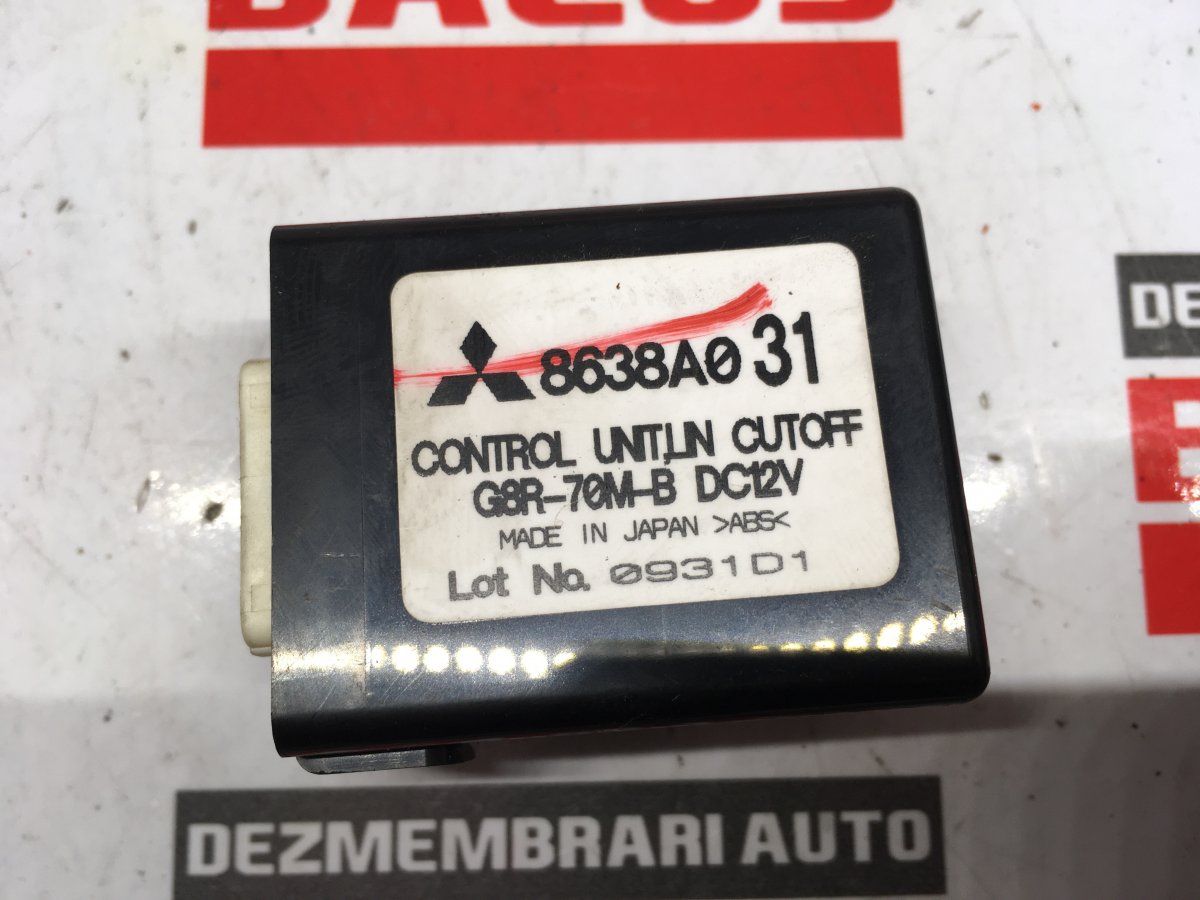 8638A031
CONTROL UNIT,LIN CUTOFF
G8R-70M-B DC12V
MADE IN JAPAN >ABS<
Lot No. 0931D1
DEZMEMBRARI AUTO